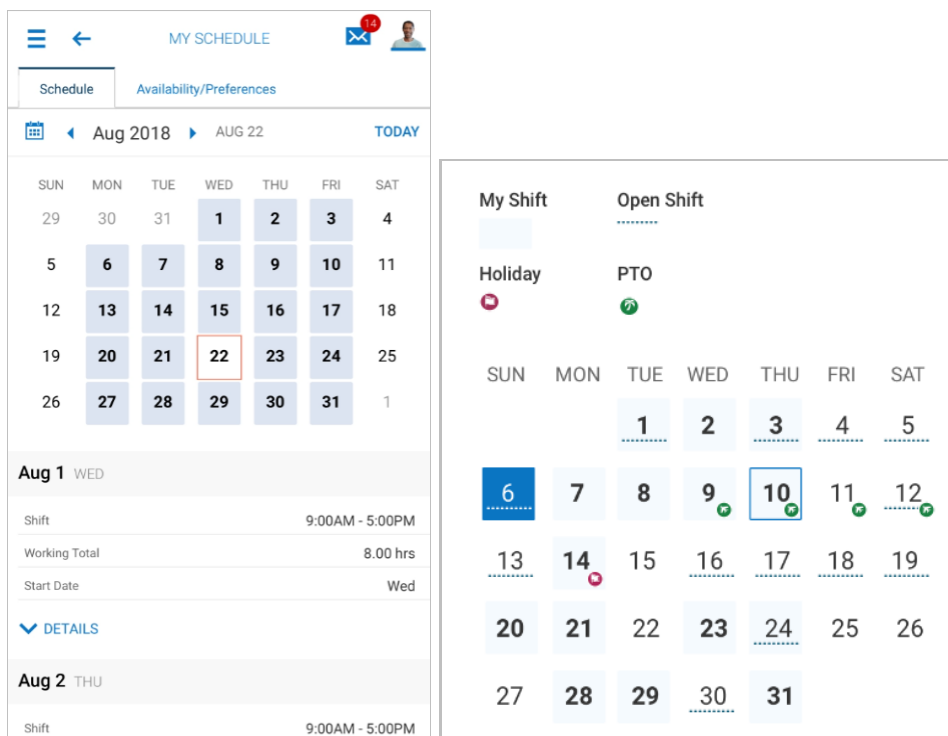 14
MY SCHEDULE
Schedule Availability/Preferences
Aug 2018 AUG 22 TODAY
SUN MON TUE WED THU FRI SAT
29 30 31 1 2 3 4
5 6 7 8 9 10 11
12 13 14 15 16 17 18
19 20 21 22 23 24 25
26 27 28 29 30 31 1
Aug 1 WED
Shift 9:00AM - 5:00PM
Working Total 8.00 hrs
Start Date Wed
DETAILS
Aug 2 THU
Shift 9:00AM - 5:00PM
My Shift Open Shift
Holiday PTO
SUN MON TUE WED THU FRI SAT
1 2 3 4 5
6 7 8 9 10 11 12
13 14 15 16 17 18 19
20 21 22 23 24 25 26
27 28 29 30 31